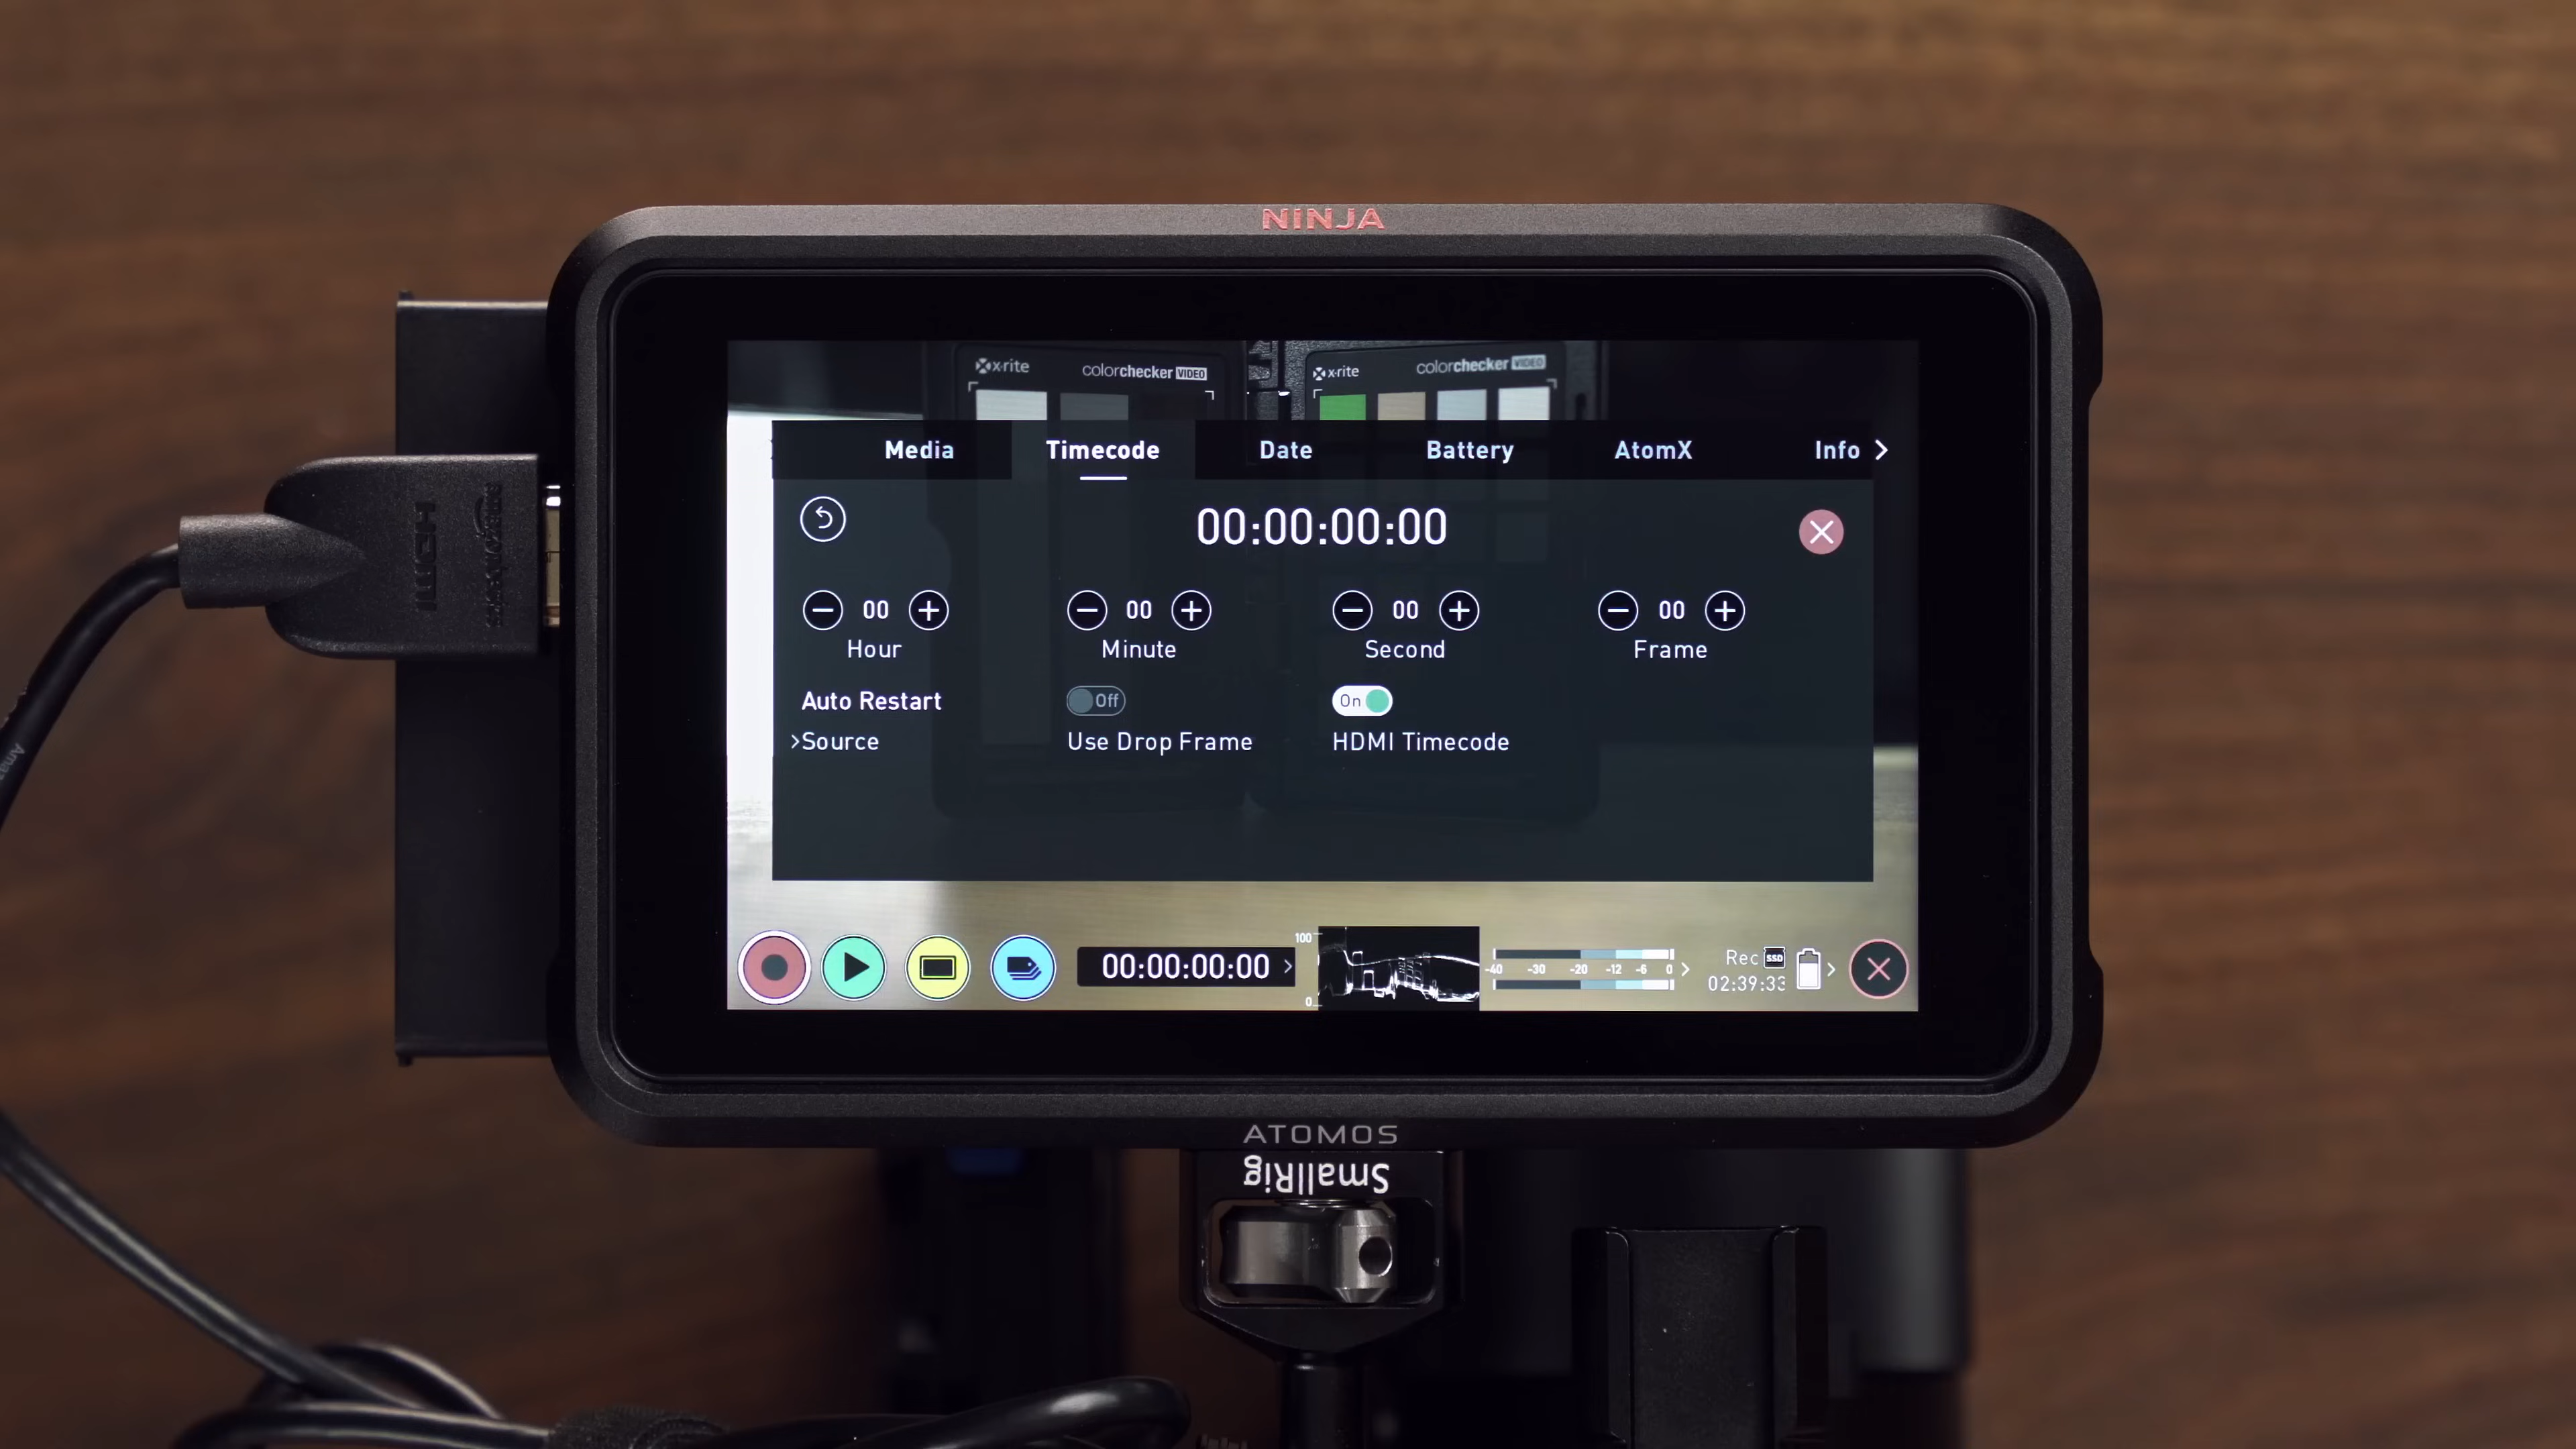 NINJA
x·rite
colorchecker VIDEO
x·rite
colorchecker VIDEO
Media
Timecode
Date
Battery
AtomX
Info
00:00:00:00
00
Hour
00
Minute
00
Second
00
Frame
Auto Restart
Off
On
Source
Use Drop Frame
HDMI Timecode
00:00:00:00
100
0
-40 -30 -20 -12 -6 0
Rec SSD
02:39:33
ATOMOS
SmallRig
HDMI